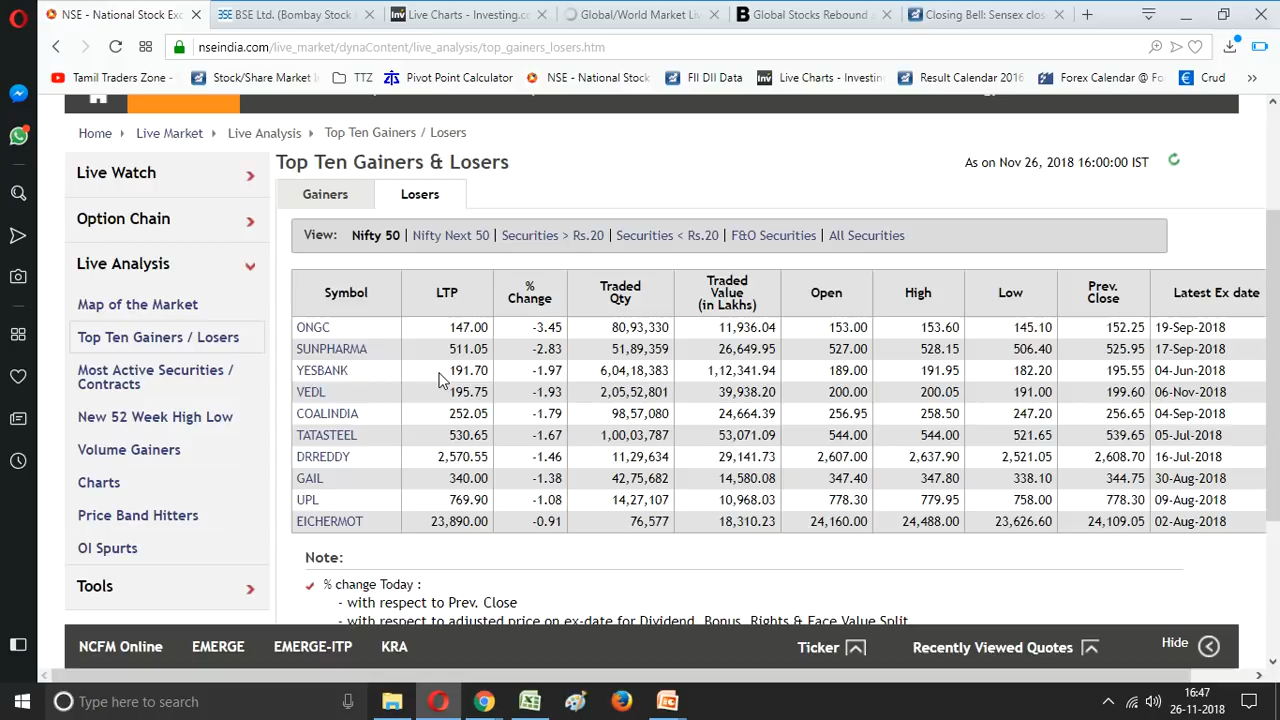 NSE - National Stock Exc
BSE Ltd. (Bombay Stock
Live Charts - Investing.c
Global/World Market Li
Global Stocks Rebound
Closing Bell: Sensex clos
nseindia.com/live_market/dynaContent/live_analysis/top_gainers_losers.htm
Tamil Traders Zone -
Stock/Share Market
TTZ
Pivot Point Calculator
NSE - National Stock
FII DII Data
Live Charts - Investin
Result Calendar 2016
Forex Calendar @ Fo
Crud
Home Live Market Live Analysis Top Ten Gainers / Losers
Top Ten Gainers & Losers
As on Nov 26, 2018 16:00:00 IST
Live Watch
Option Chain
Live Analysis
Map of the Market
Top Ten Gainers / Losers
Most Active Securities /
Contracts
New 52 Week High Low
Volume Gainers
Charts
Price Band Hitters
OI Spurts
Tools
Gainers Losers
View: Nifty 50 | Nifty Next 50 | Securities > Rs.20 | Securities < Rs.20 | F&O Securities | All Securities
Symbol LTP % Change Traded Qty Traded Value (in Lakhs) Open High Low Prev. Close Latest Ex date
ONGC 147.00 -3.45 80,93,330 11,936.04 153.00 153.60 145.10 152.25 19-Sep-2018
SUNPHARMA 511.05 -2.83 51,89,359 26,649.95 527.00 528.15 506.40 525.95 17-Sep-2018
YESBANK 191.70 -1.97 6,04,18,383 1,12,341.94 189.00 191.95 182.20 195.55 04-Jun-2018
VEDL 195.75 -1.93 2,05,52,801 39,938.20 200.00 200.05 191.00 199.60 06-Nov-2018
COALINDIA 252.05 -1.79 98,57,080 24,664.39 256.95 258.50 247.20 256.65 04-Sep-2018
TATASTEEL 530.65 -1.67 1,00,03,787 53,071.09 544.00 544.00 521.65 539.65 05-Jul-2018
DRREDDY 2,570.55 -1.46 11,29,634 29,141.73 2,607.00 2,637.90 2,521.05 2,608.70 16-Jul-2018
GAIL 340.00 -1.38 42,75,682 14,580.08 347.40 347.80 338.10 344.75 30-Aug-2018
UPL 769.90 -1.08 14,27,107 10,968.03 778.30 779.95 758.00 778.30 09-Aug-2018
EICHERMOT 23,890.00 -0.91 76,577 18,310.23 24,160.00 24,488.00 23,626.60 24,109.05 02-Aug-2018
Note:
% change Today :
- with respect to Prev. Close
- with respect to adjusted price on ex-date for Dividend, Bonus, Rights & Face Value Split
NCFM Online EMERGE EMERGE-ITP KRA Ticker Recently Viewed Quotes Hide
Type here to search
16:47
26-11-2018